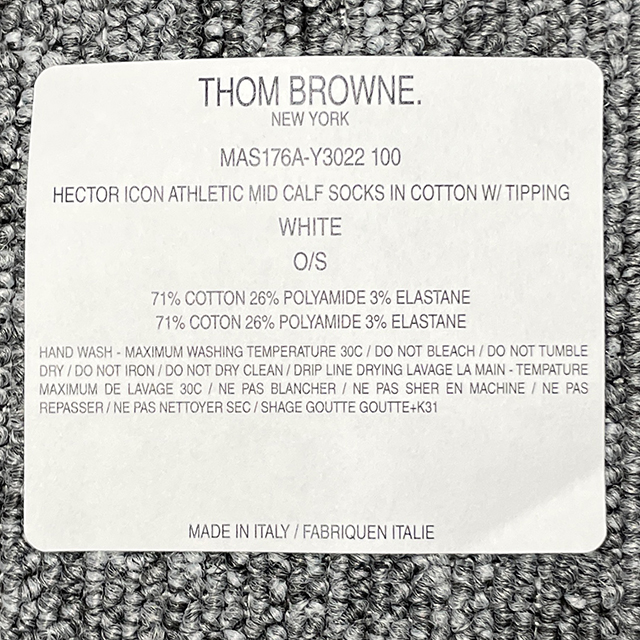 THOM BROWNE.
NEW YORK
MAS176A-Y3022 100
HECTOR ICON ATHLETIC MID CALF SOCKS IN COTTON W/ TIPPING
WHITE
O/S
71% COTTON 26% POLYAMIDE 3% ELASTANE
71% COTON 26% POLYAMIDE 3% ELASTANE
HAND WASH - MAXIMUM WASHING TEMPERATURE 30C / DO NOT BLEACH / DO NOT TUMBLE
DRY / DO NOT IRON / DO NOT DRY CLEAN / DRIP LINE DRYING LAVAGE LA MAIN - TEMPATURE
MAXIMUM DE LAVAGE 30C / NE PAS BLANCHER / NE PAS SHER EN MACHINE / NE PAS
REPASSER / NE PAS NETTOYER SEC / SHAGE GOUTTE GOUTTE+K31
MADE IN ITALY / FABRIQUEN ITALIE